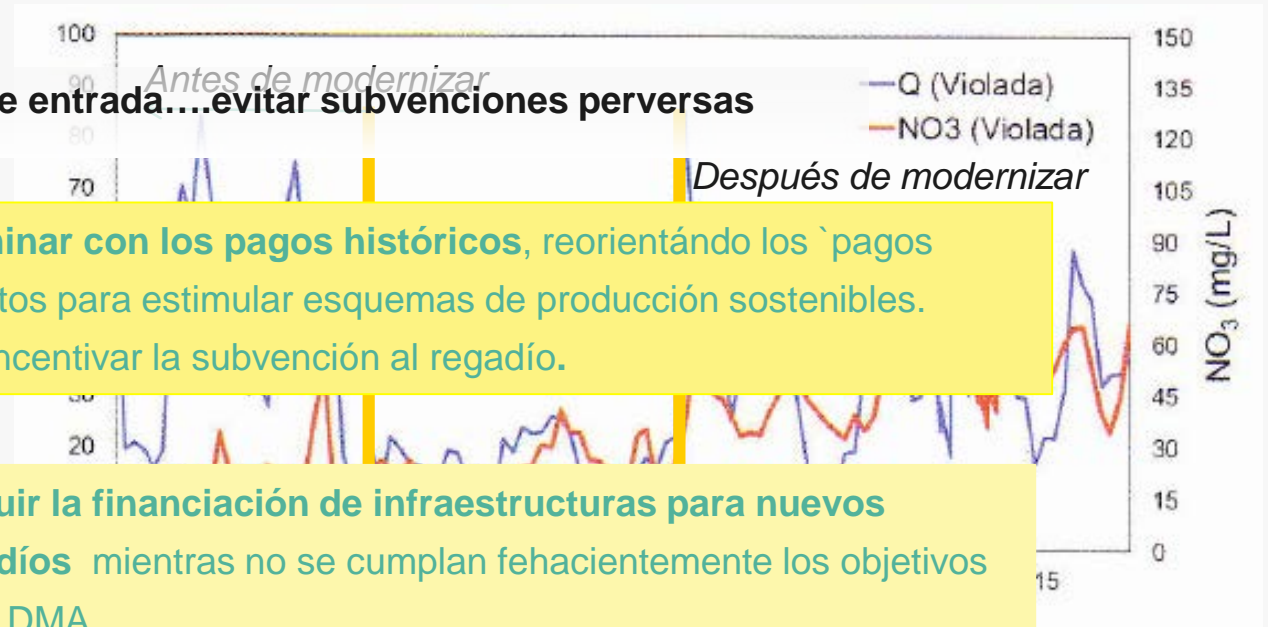 100
150
Antes de modernizar
90
e entrada….evitar subvenciones perversas
Q (Violada)
135
NO3 (Violada)
80
120
Después de modernizar
70
105
inar con los pagos históricos, reorientándo los `pagos
90
tos para estimular esquemas de producción sostenibles.
75
ncentivar la subvención al regadío.
60
NO3 (mg/L)
45
20
30
uir la financiación de infraestructuras para nuevos
15
díos mientras no se cumplan fehacientemente los objetivos
0
15
DMA